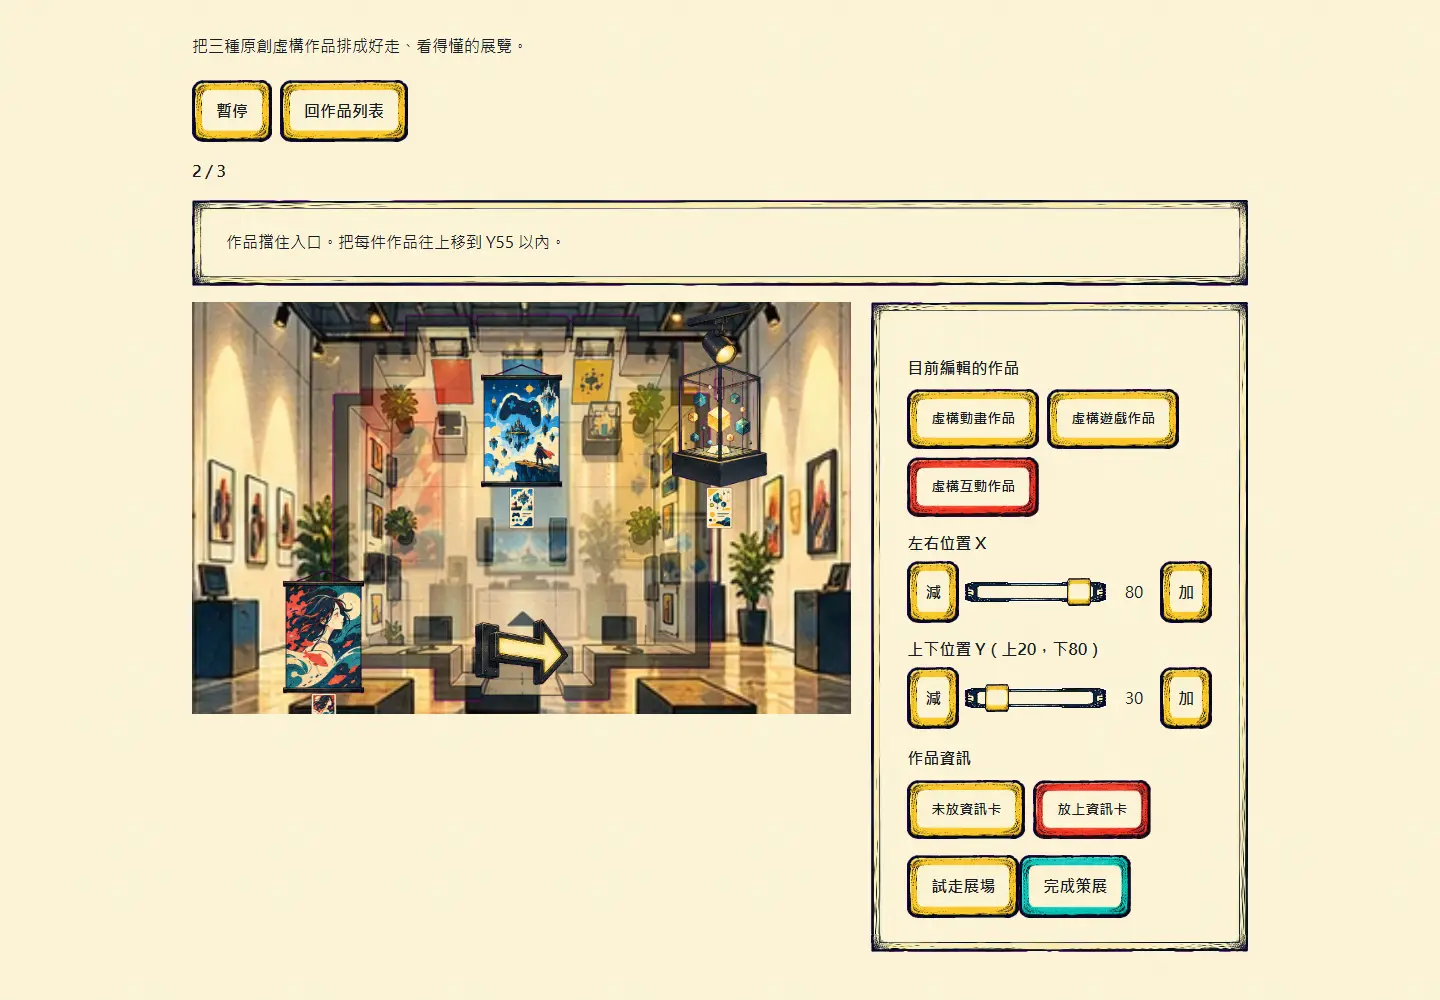 把三種原創虛構作品排成好走、看得懂的展覽。
暫停
回作品列表
2 / 3
作品擋住入口。把每件作品往上移到 Y55 以內。
目前編輯的作品
虛構動畫作品
虛構遊戲作品
虛構互動作品
左右位置 X
減
80
加
上下位置 Y（上20，下80）
減
30
加
作品資訊
未放資訊卡
放上資訊卡
試走展場
完成策展